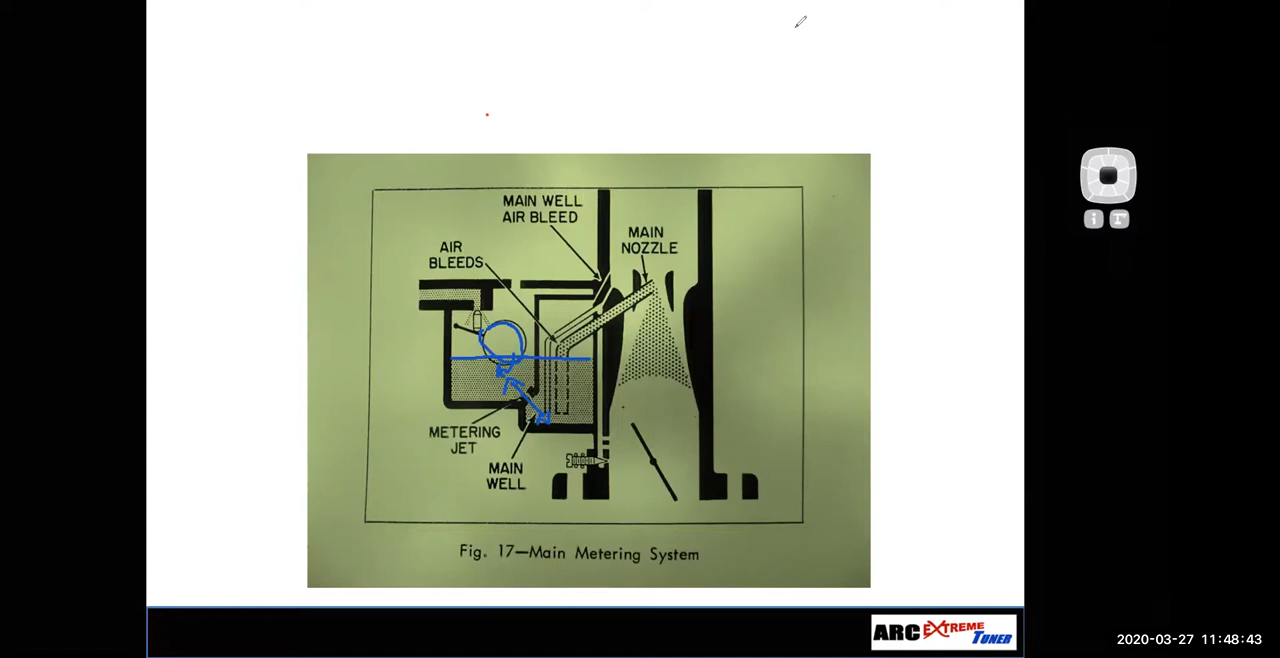 MAIN WELL
AIR BLEED
MAIN
NOZZLE
AIR
BLEEDS
METERING
JET
MAIN
WELL
Fig. 17—Main Metering System
ARC EXTREME
TUNER
2020-03-27 11:48:43